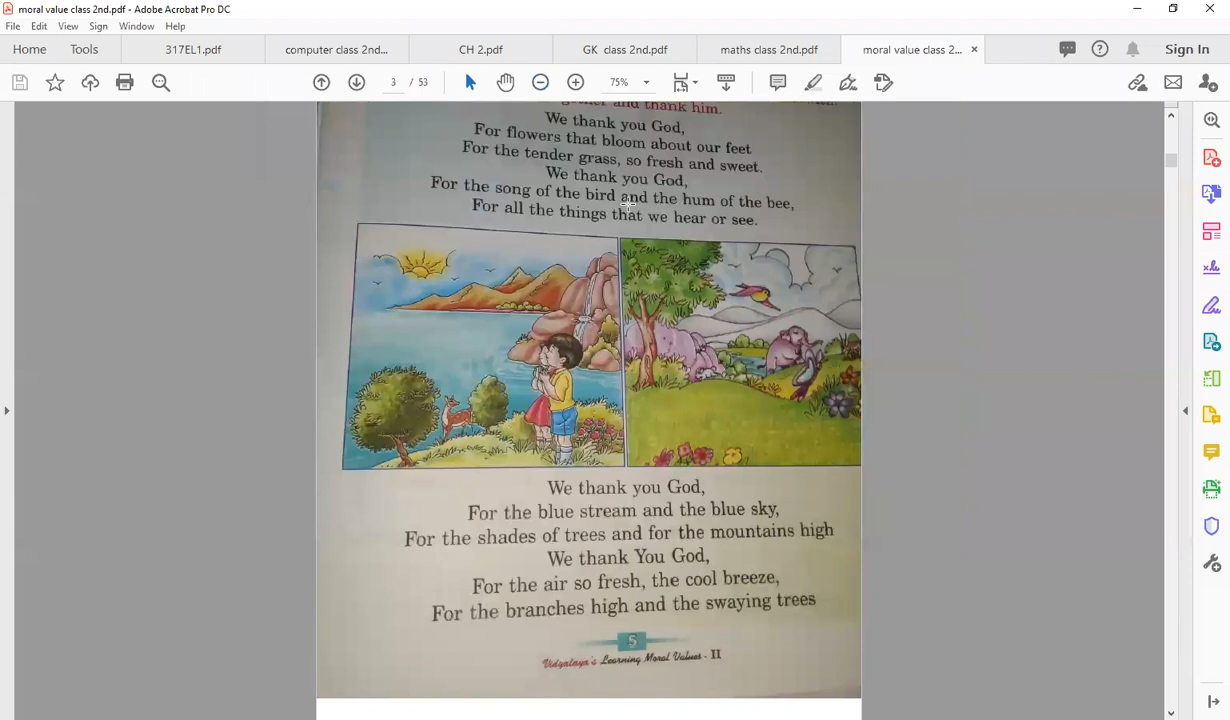 moral value class 2nd.pdf - Adobe Acrobat Pro DC
File Edit View Sign Window Help
Home Tools 317EL1.pdf computer class 2nd... CH 2.pdf GK class 2nd.pdf maths class 2nd.pdf moral value class 2... × Sign In
3 / 53 75%
and thank him.
We thank you God,
For flowers that bloom about our feet
For the tender grass, so fresh and sweet.
We thank you God,
For the song of the bird and the hum of the bee,
For all the things that we hear or see.
We thank you God,
For the blue stream and the blue sky,
For the shades of trees and for the mountains high
We thank You God,
For the air so fresh, the cool breeze,
For the branches high and the swaying trees
5
Vidyalaya's Learning Moral Values - II